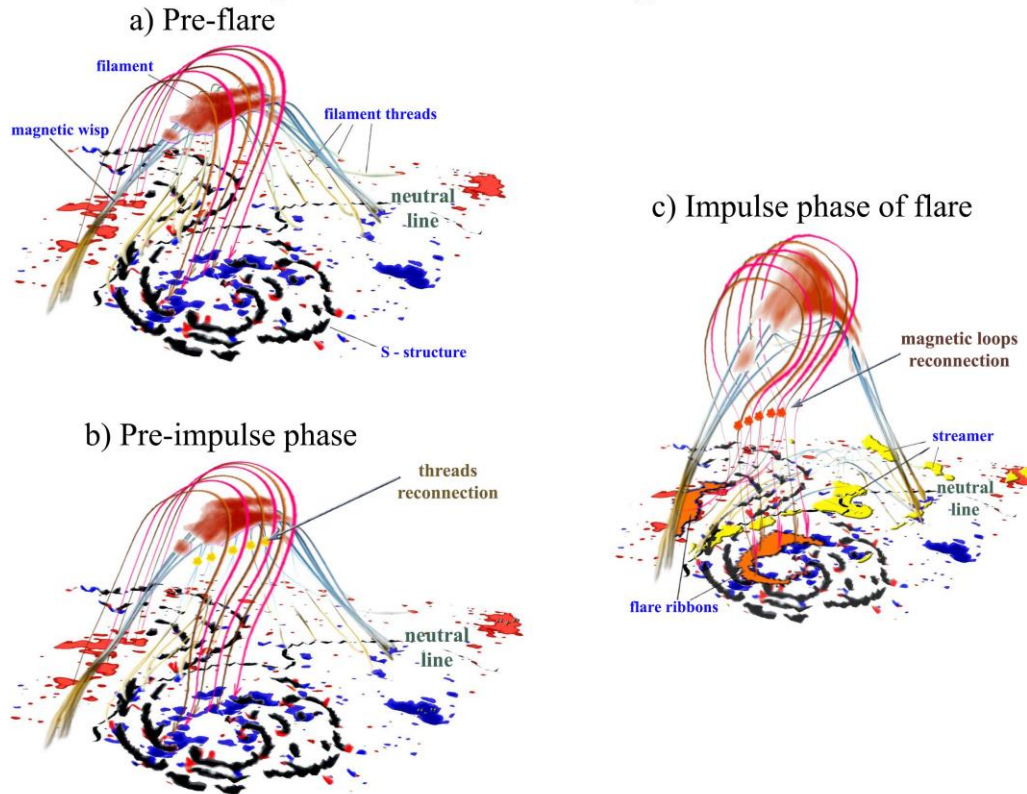 a) Pre-flare
filament
filament threads
magnetic wisp
neutral
line
S - structure
b) Pre-impulse phase
threads
reconnection
neutral
line
c) Impulse phase of flare
magnetic loops
reconnection
streamer
neutral
line
flare ribbons